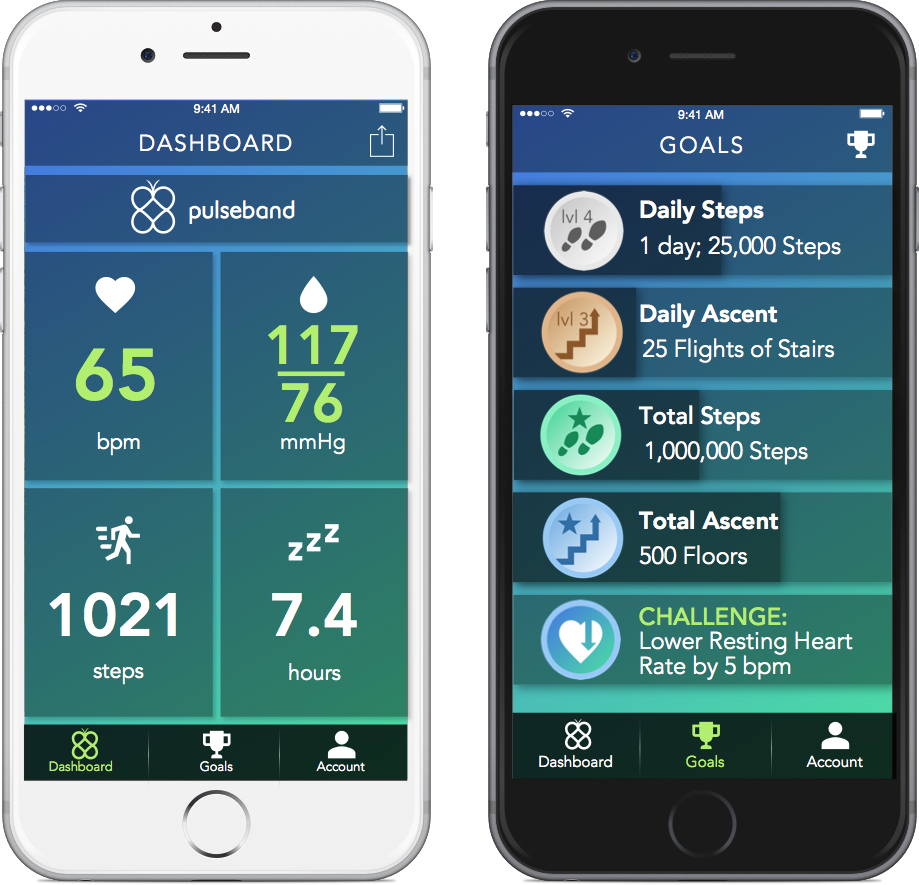 9:41 AM
DASHBOARD
pulseband
65
bpm
117
76
mmHg
1021
steps
zzz
7.4
hours
Dashboard
Goals
Account
9:41 AM
GOALS
lvl 4
Daily Steps
1 day; 25,000 Steps
lvl 3
Daily Ascent
25 Flights of Stairs
Total Steps
1,000,000 Steps
Total Ascent
500 Floors
CHALLENGE:
Lower Resting Heart
Rate by 5 bpm
Dashboard
Goals
Account